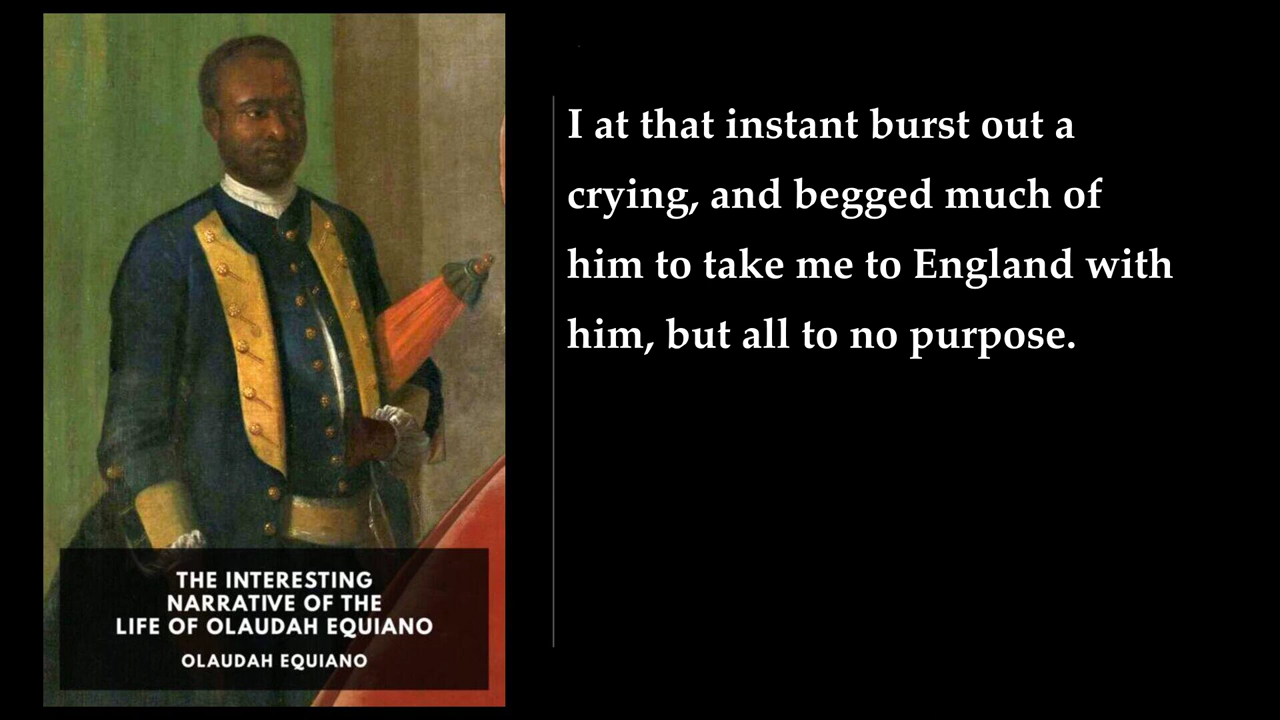 I at that instant burst out a
crying, and begged much of
him to take me to England with
him, but all to no purpose.
THE INTERESTING
NARRATIVE OF THE
LIFE OF OLAUDAH EQUIANO
OLAUDAH EQUIANO